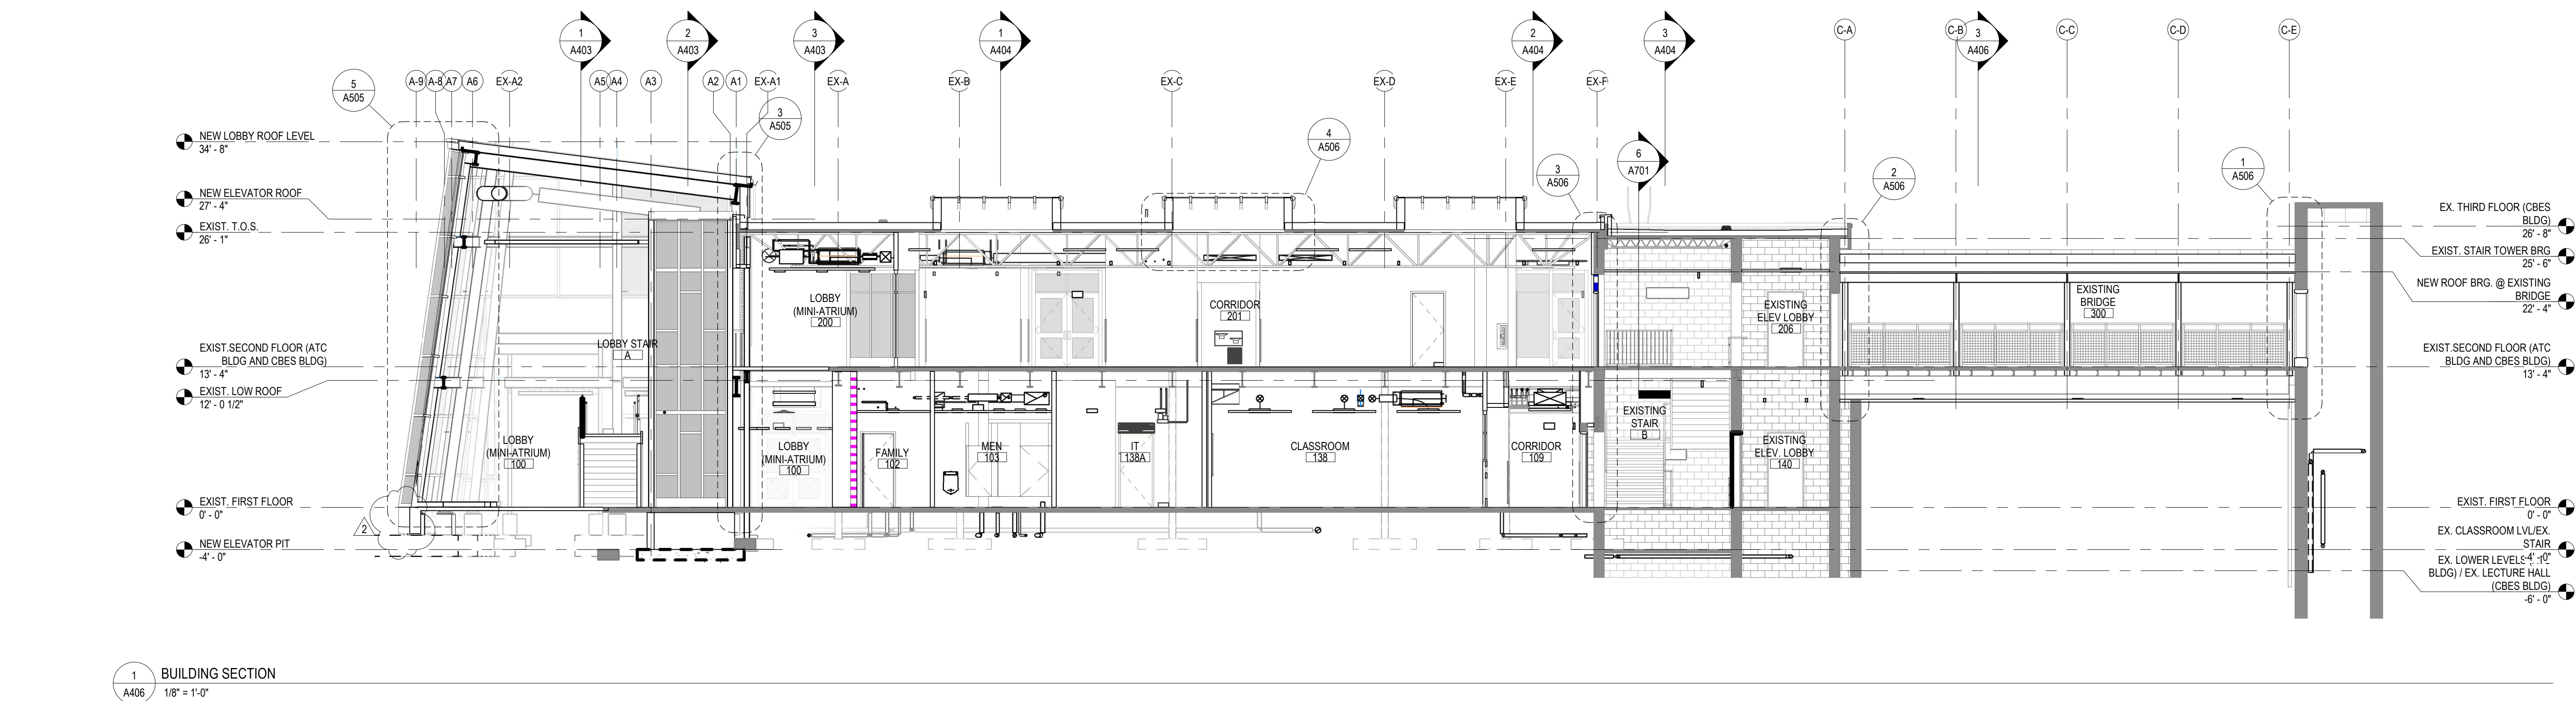 1
A403
2
A403
3
A403
1
A404
2
A404
3
A404
C-A
C-B
3
A406
C-C
C-D
C-E
5
A505
A-9
A-8
A7
A6
EX-A2
A5
A4
A3
A2
A1
EX-A1
EX-A
EX-B
EX-C
EX-D
EX-E
EX-F
3
A505
4
A506
3
A506
6
A701
2
A506
1
A506
NEW LOBBY ROOF LEVEL
34' - 8"
NEW ELEVATOR ROOF
27' - 4"
EXIST. T.O.S.
26' - 1"
EXIST.SECOND FLOOR (ATC
BLDG AND CBES BLDG)
13' - 4"
EXIST. LOW ROOF
12' - 0 1/2"
EXIST. FIRST FLOOR
0' - 0"
2
NEW ELEVATOR PIT
-4' - 0"
LOBBY STAIR
A
LOBBY
(MINI-ATRIUM)
200
CORRIDOR
201
EXISTING
ELEV LOBBY
206
EXISTING
BRIDGE
300
LOBBY
(MINI-ATRIUM)
100
LOBBY
(MINI-ATRIUM)
100
FAMILY
102
MEN
103
IT
138A
CLASSROOM
138
CORRIDOR
109
EXISTING
STAIR
B
EXISTING
ELEV. LOBBY
140
EX. THIRD FLOOR (CBES
BLDG)
26' - 8"
EXIST. STAIR TOWER BRG
25' - 6"
NEW ROOF BRG. @ EXISTING
BRIDGE
22' - 4"
EXIST.SECOND FLOOR (ATC
BLDG AND CBES BLDG)
13' - 4"
EXIST. FIRST FLOOR
0' - 0"
EX. CLASSROOM LVL/EX.
STAIR
-4' - 0"
EX. LOWER LEVELS
BLDG) / EX. LECTURE HALL
(CBES BLDG)
-6' - 0"
1
A406
BUILDING SECTION
1/8" = 1'-0"